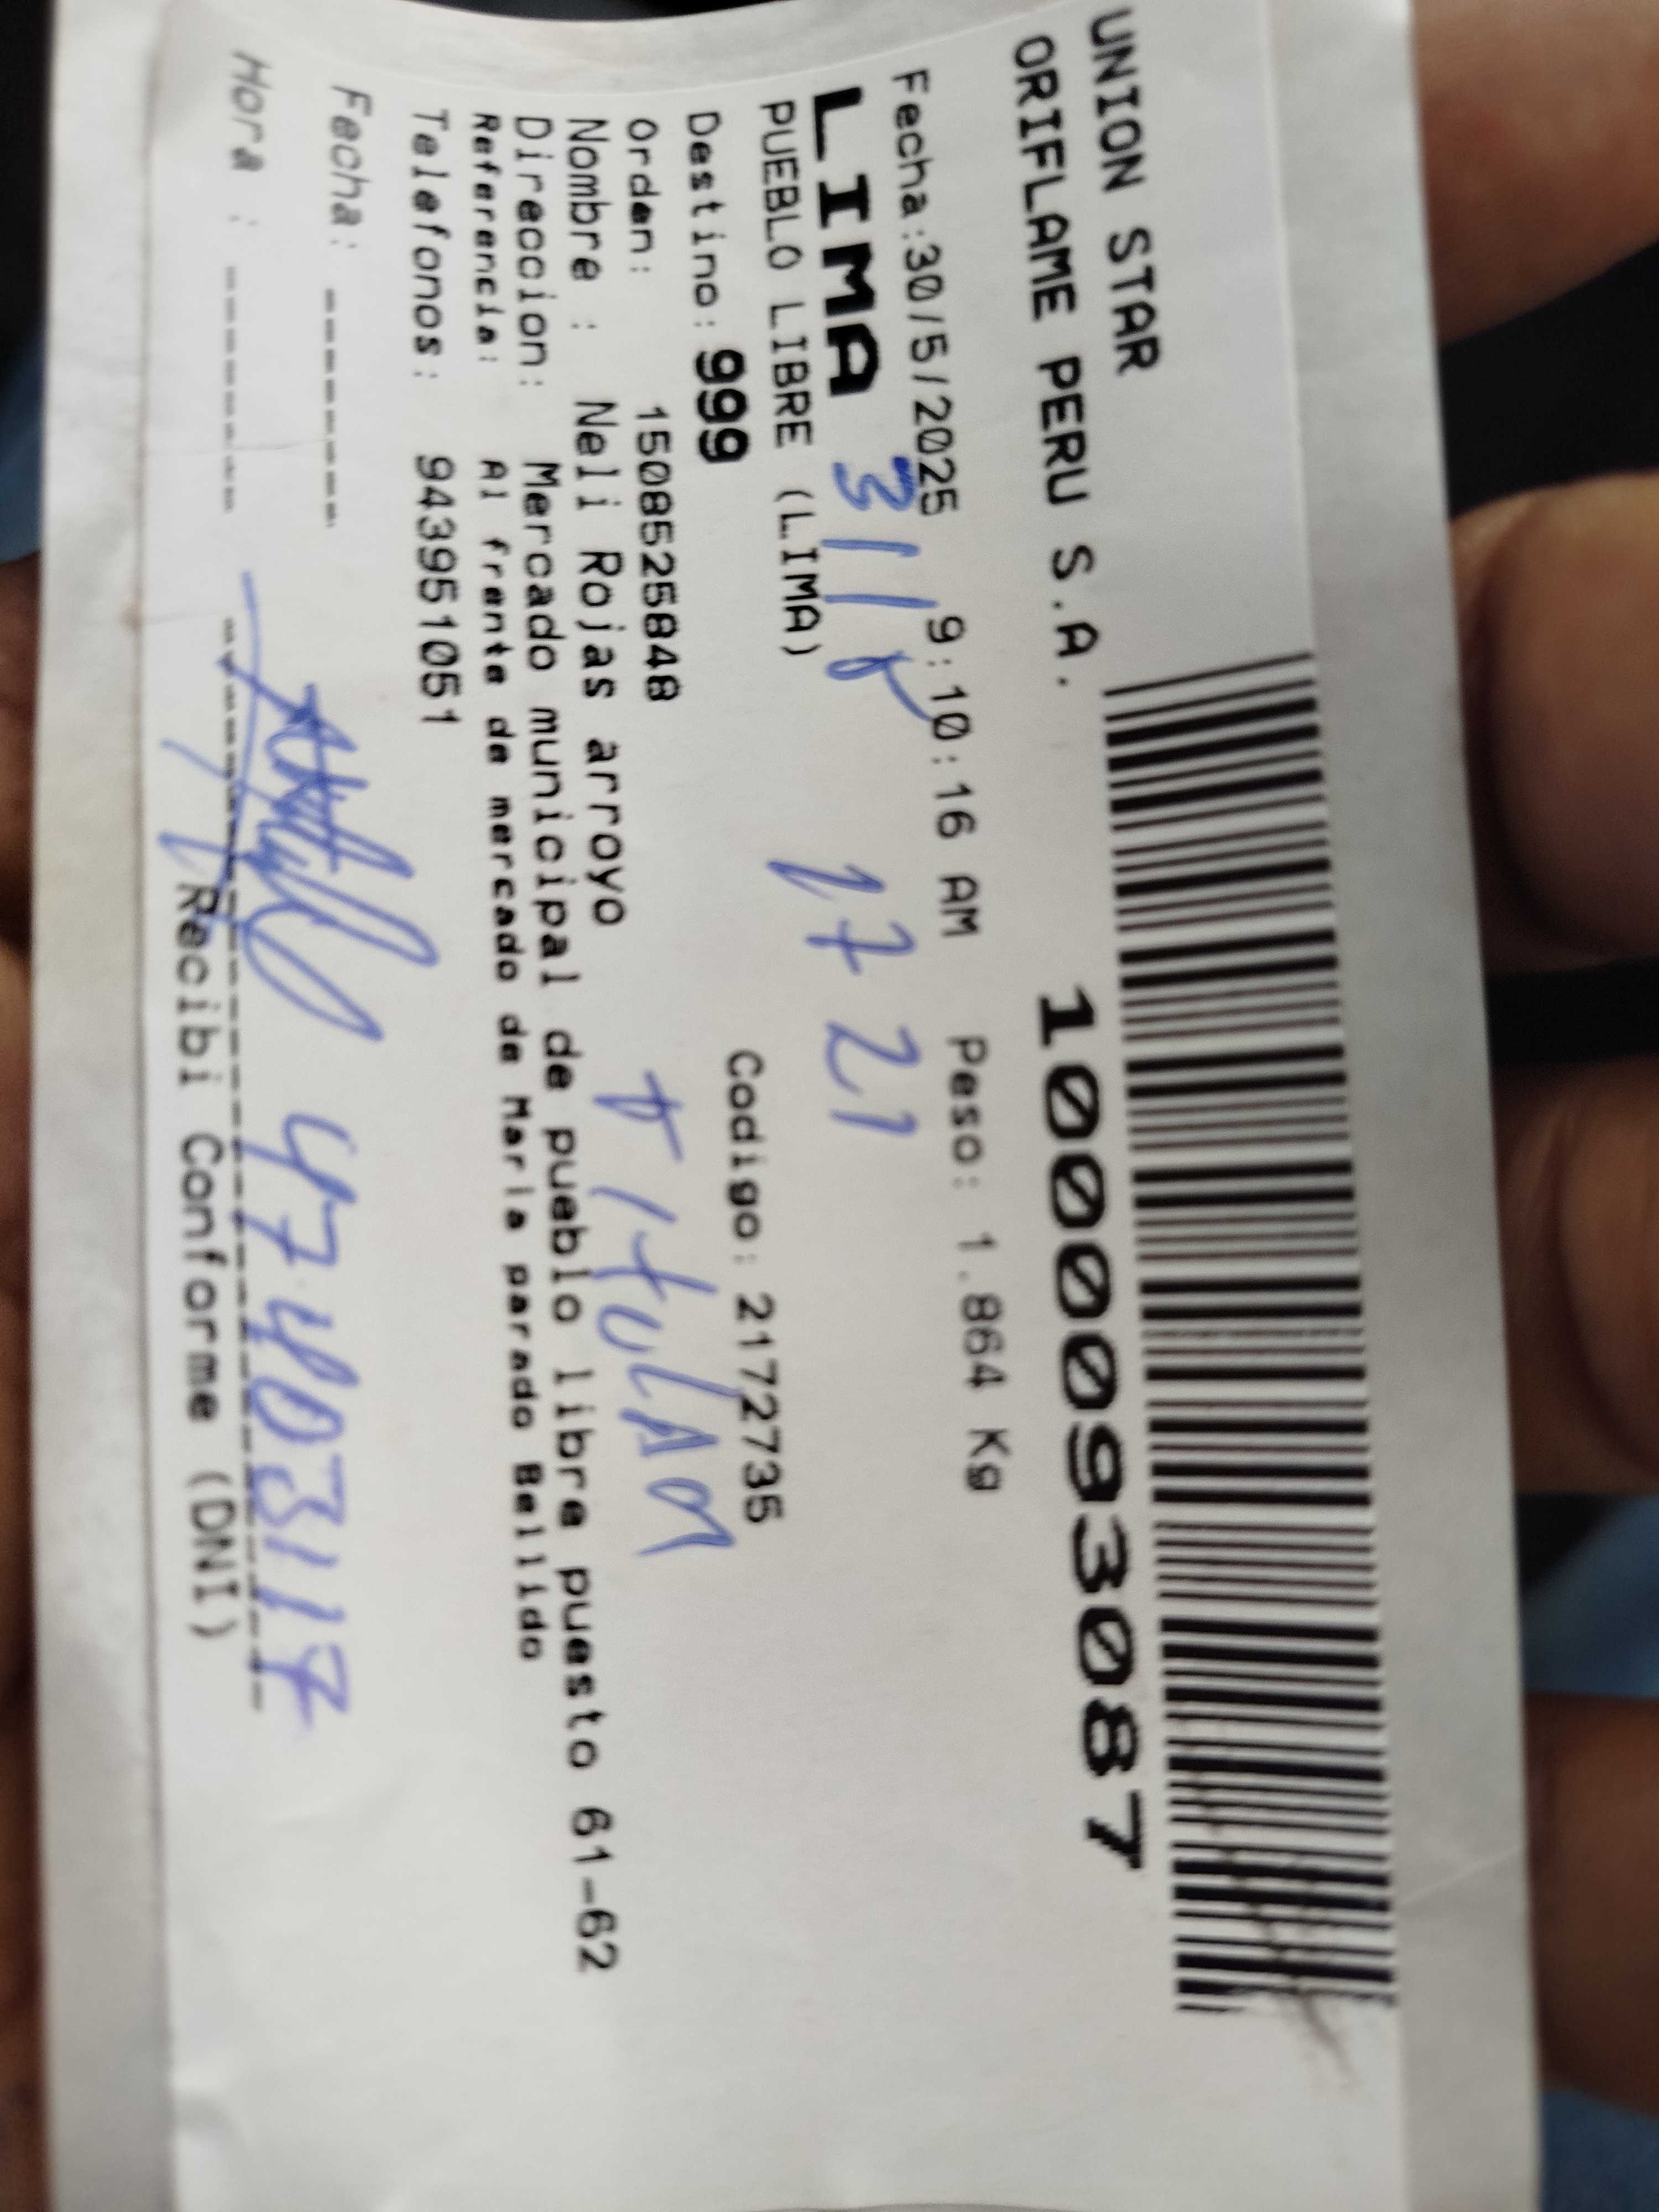 UNION STAR
ORIFLAME PERU S.A.
1000093087
Fecha:30/5/2025 9:10:16 AM Peso: 1.864 Kg
LIMA 31/5 17 21
PUEBLO LIBRE (LIMA)
Destino: 999 Codigo: 2172735
Orden: 1508525848
titular
Nombre : Neli Rojas arroyo
Direccion: Mercado municipal de pueblo libre puesto 61-62
Referencia: Al frente de mercado de Maria parado Bellido
Telefonos: 943951051
Fecha: ------
47403117
Hora : ------
Recibi Conforme (DNI)